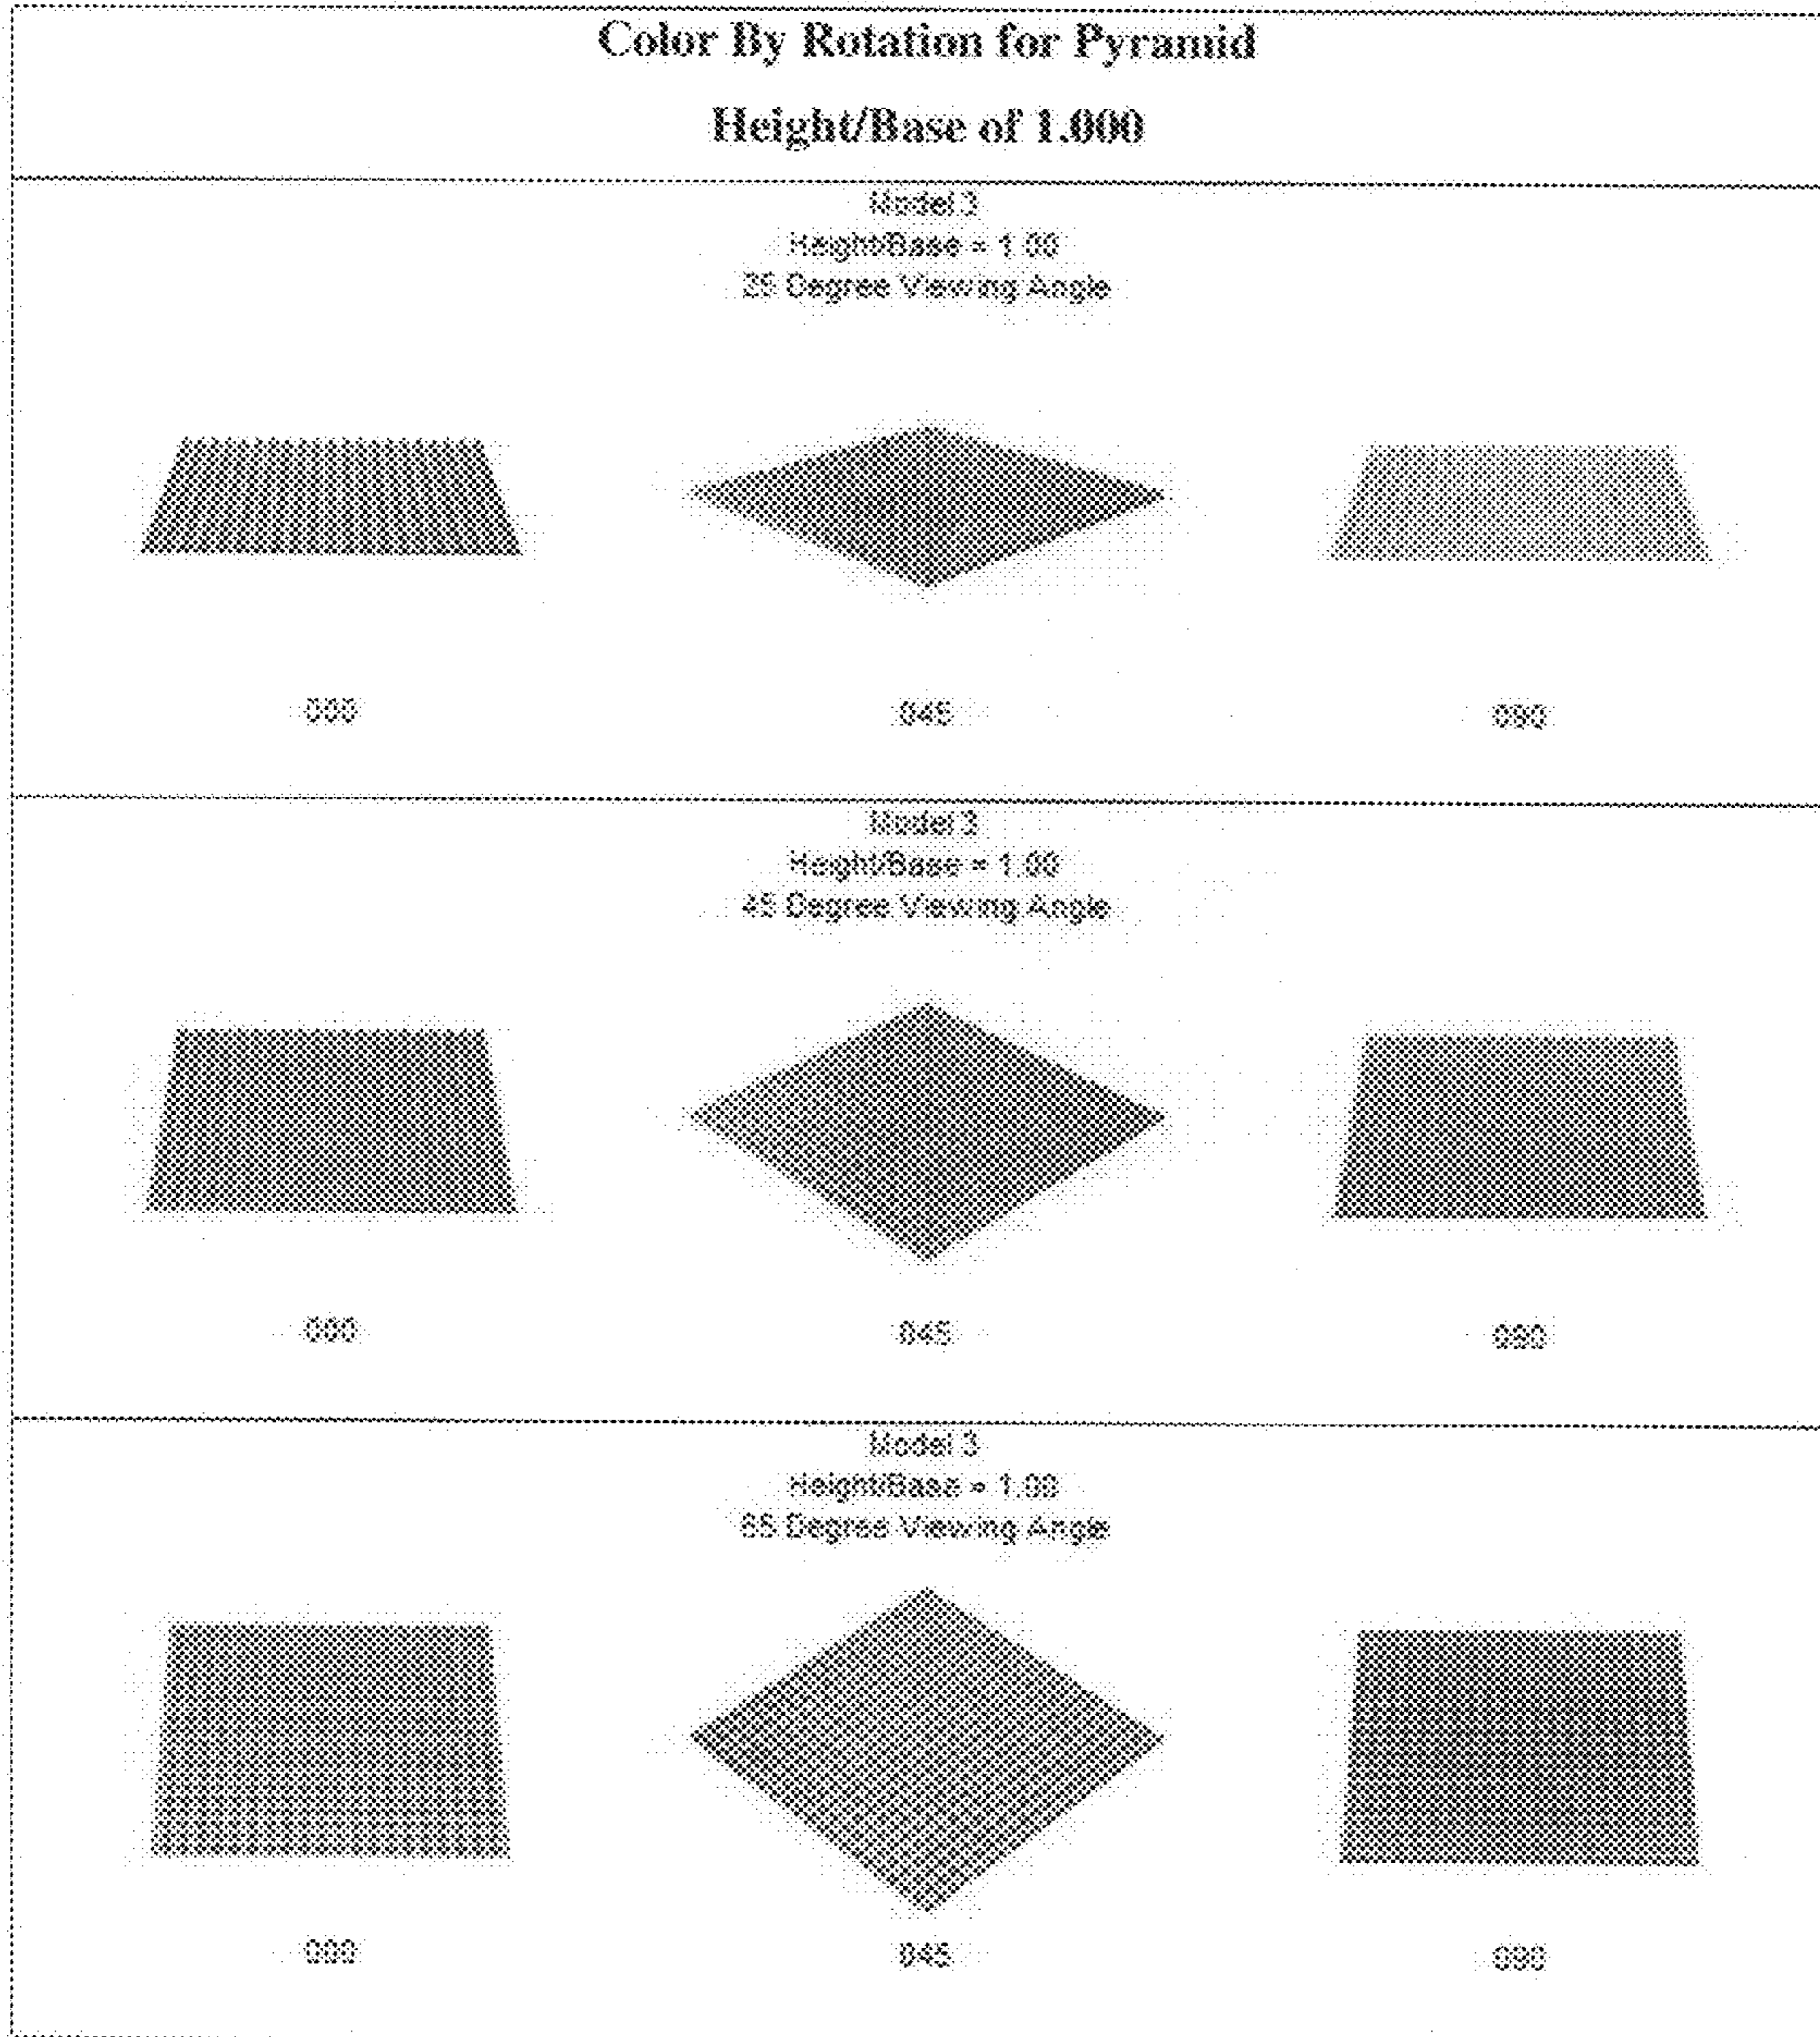 Color By Rotation for Pyramid
Height/Base of 1.000
Model 3
Height/Base = 1.00
25 Degree Viewing Angle
000
045
090
Model 3
Height/Base = 1.00
45 Degree Viewing Angle
000
045
090
Model 3
Height/Base = 1.00
65 Degree Viewing Angle
000
045
090